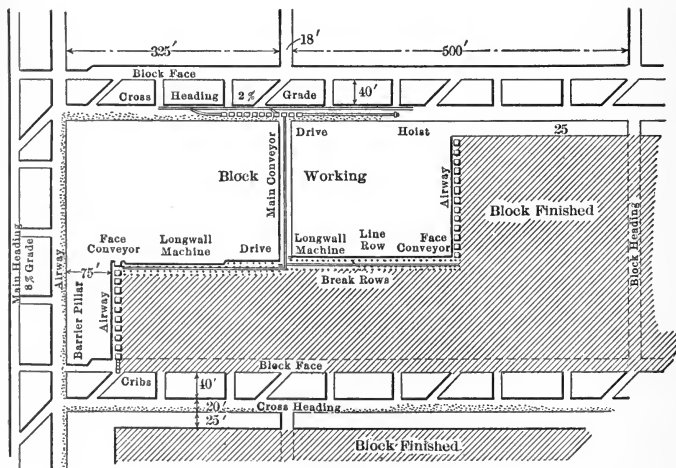 325'
18'
500'
Block Face
Cross Heading 2% Grade
40'
Drive Hoist
25
Main Conveyor
Block Working
Airway
Block Finished
Block Heading
Main Heading
8% Grade
Airway
Face Conveyor
Longwall Machine
Drive
Longwall Machine
Line Row
Face Conveyor
75'
Break Rows
Barrier Pillar
Airway
Block Face
Cribs
40'
20'
Cross Heading
25'
Block Finished.